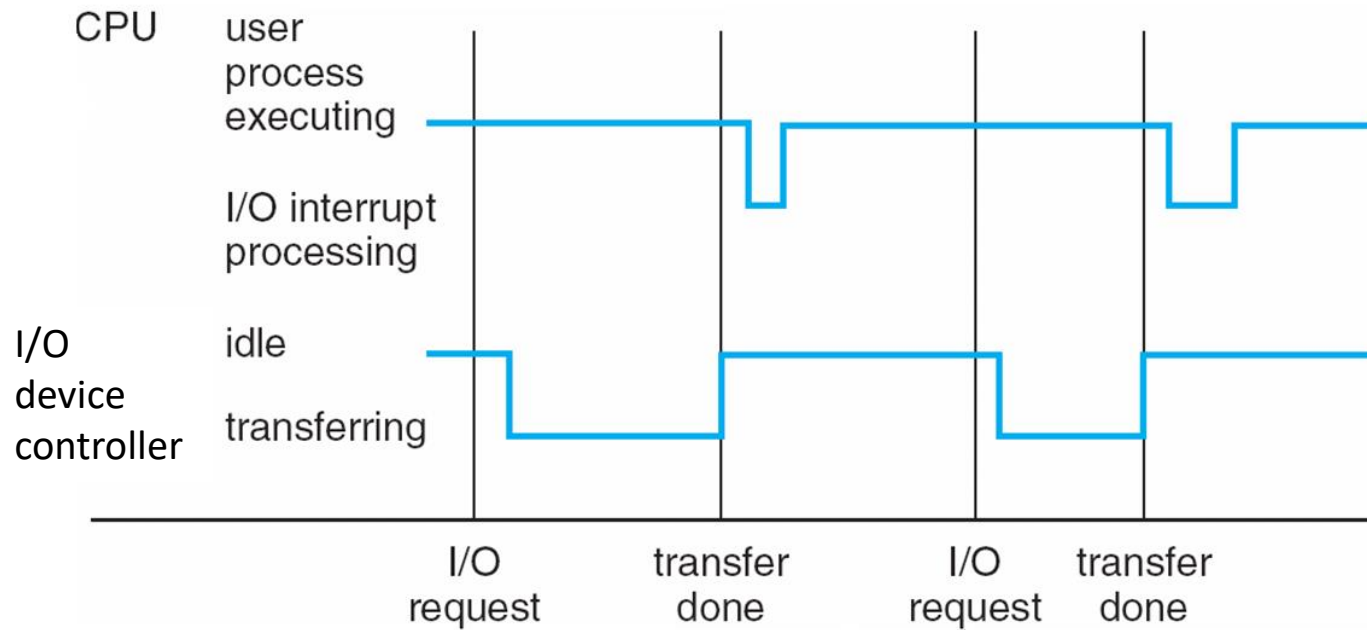 CPU
user
process
executing
I/O interrupt
processing
I/O
device
controller
idle
transferring
I/O
request
transfer
done
I/O
request
transfer
done